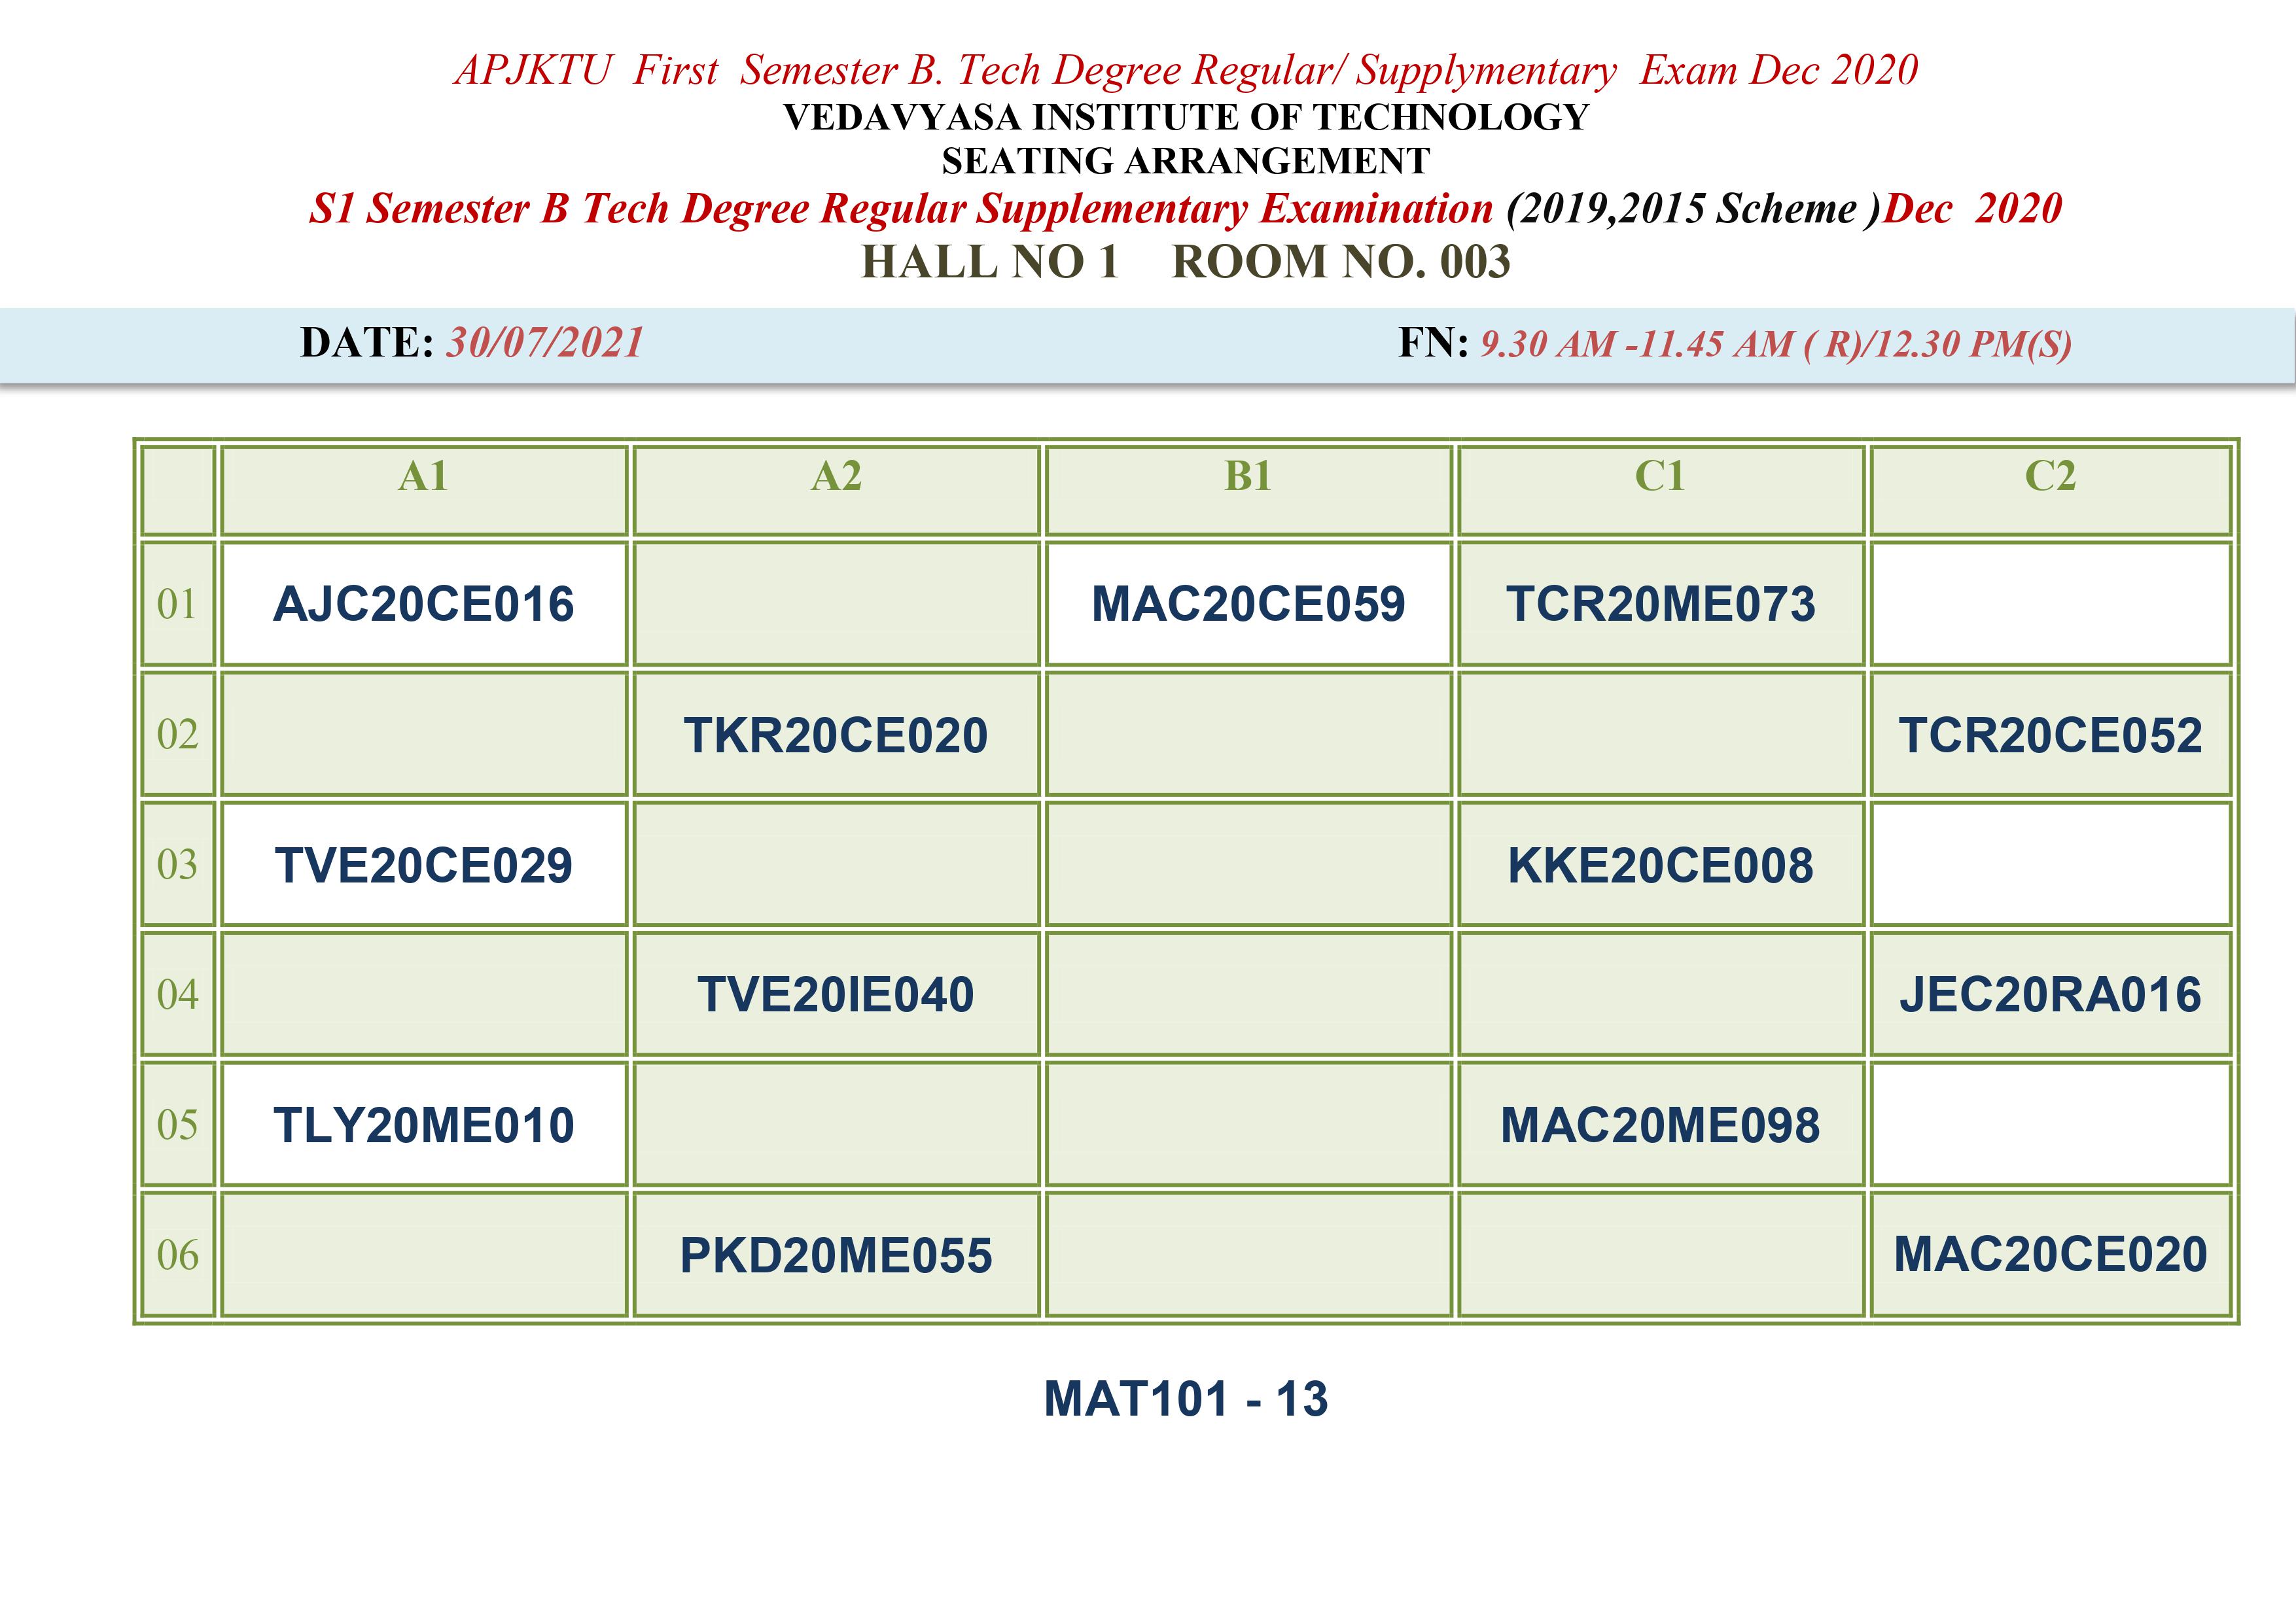 APJKTU First Semester B. Tech Degree Regular/ Supplymentary Exam Dec 2020
VEDAVYASA INSTITUTE OF TECHNOLOGY
SEATING ARRANGEMENT
S1 Semester B Tech Degree Regular Supplementary Examination (2019,2015 Scheme )Dec 2020
HALL NO 1 ROOM NO. 003
DATE: 30/07/2021 FN: 9.30 AM -11.45 AM ( R)/12.30 PM(S)
A1 A2 B1 C1 C2
01 AJC20CE016 MAC20CE059 TCR20ME073
02 TKR20CE020 TCR20CE052
03 TVE20CE029 KKE20CE008
04 TVE20IE040 JEC20RA016
05 TLY20ME010 MAC20ME098
06 PKD20ME055 MAC20CE020
MAT101 - 13